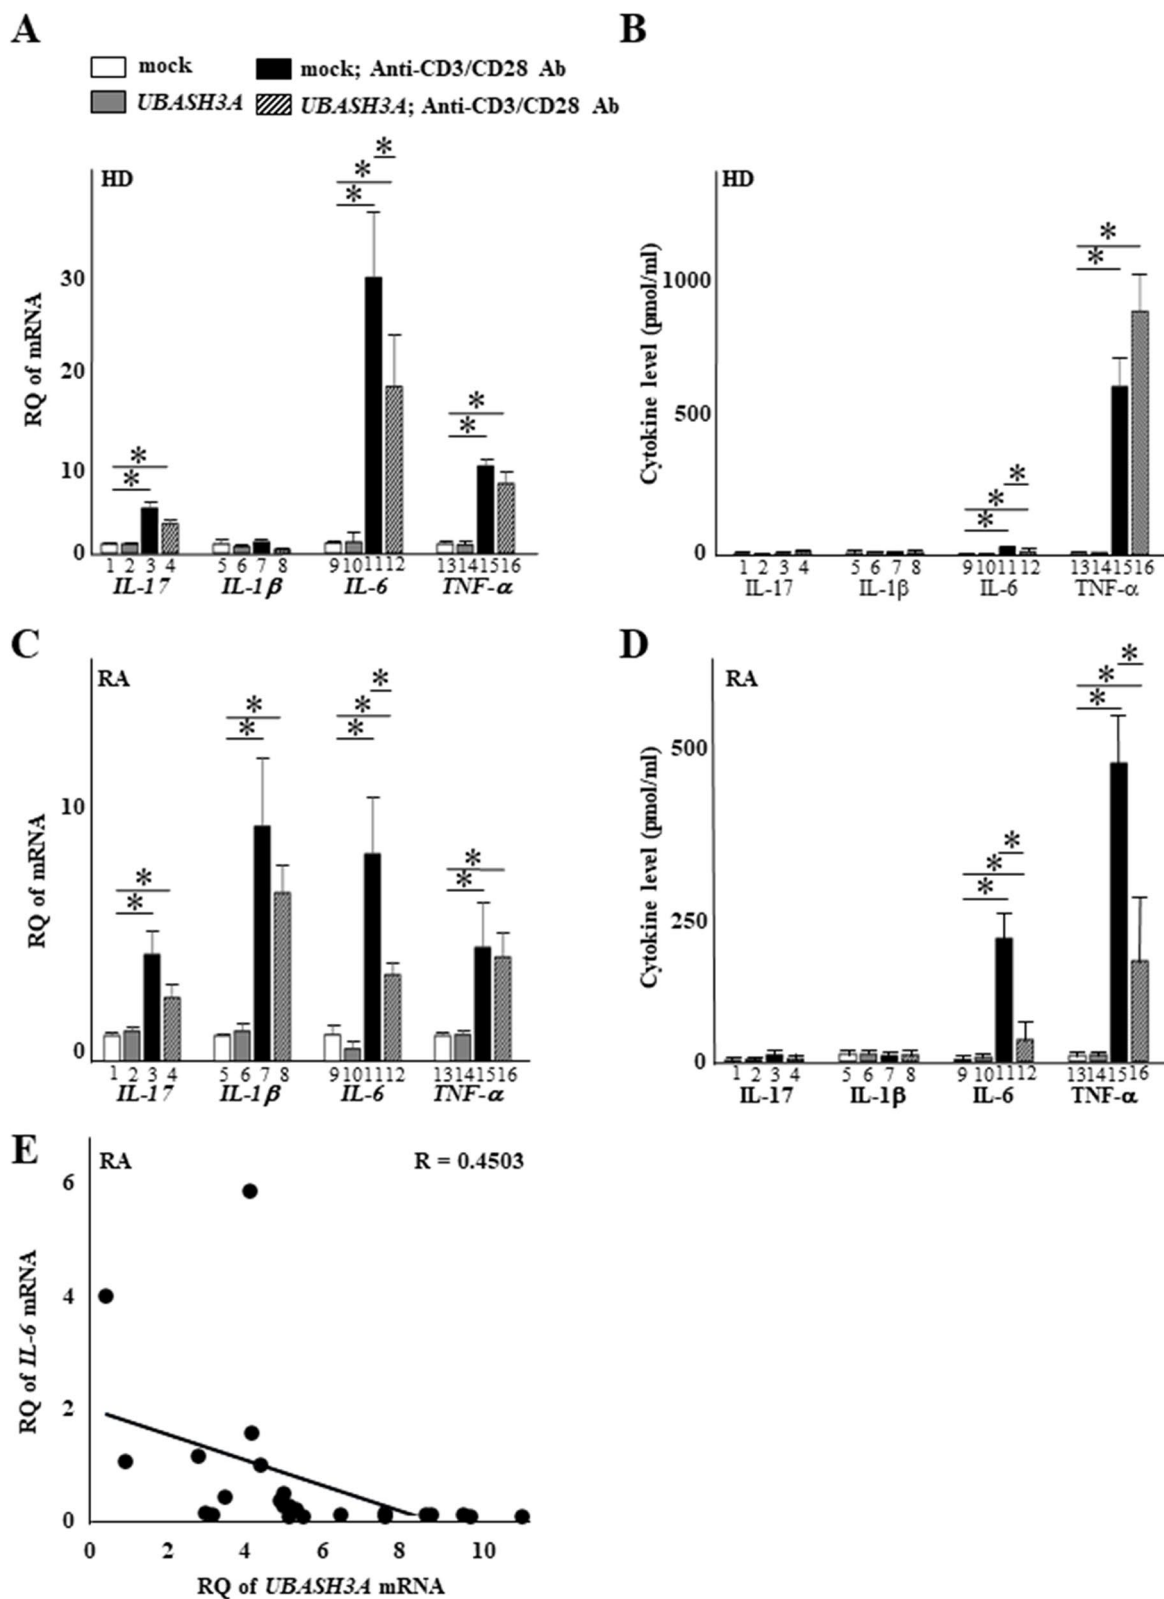 A
mock
mock; Anti-CD3/CD28 Ab
UBASH3A
UBASH3A; Anti-CD3/CD28 Ab
HD
* * *
* * * *
* * *
RQ of mRNA
30
20
10
0
1 2 3 4 5 6 7 8 9 10 11 12 13 14 15 16
IL-17 IL-1β IL-6 TNF-α
B
HD
* *
* * *
Cytokine level (pmol/ml)
1000
500
0
1 2 3 4 5 6 7 8 9 10 11 12 13 14 15 16
IL-17 IL-1β IL-6 TNF-α
C
RA
* *
* * *
* * * *
RQ of mRNA
10
0
1 2 3 4 5 6 7 8 9 10 11 12 13 14 15 16
IL-17 IL-1β IL-6 TNF-α
D
RA
* * *
* * *
Cytokine level (pmol/ml)
500
250
0
1 2 3 4 5 6 7 8 9 10 11 12 13 14 15 16
IL-17 IL-1β IL-6 TNF-α
E
RA
R = 0.4503
RQ of IL-6 mRNA
6
4
2
0
0 2 4 6 8 10
RQ of UBASH3A mRNA